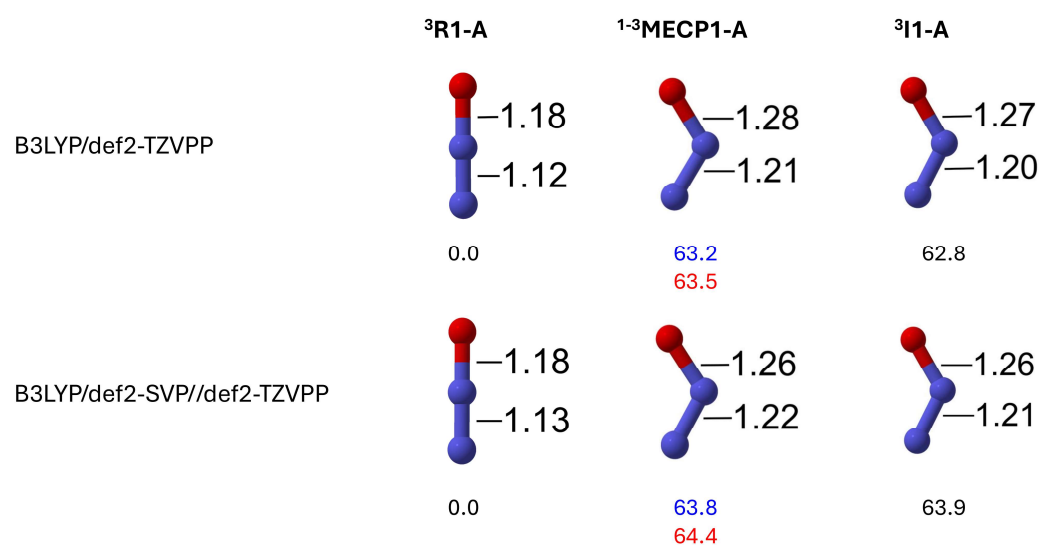 ³R1-A ¹⁻³MECP1-A ³I1-A
B3LYP/def2-TZVPP
1.18 1.28 1.27
1.12 1.21 1.20
0.0 63.2 62.8
63.5
B3LYP/def2-SVP//def2-TZVPP
1.18 1.26 1.26
1.13 1.22 1.21
0.0 63.8 63.9
64.4